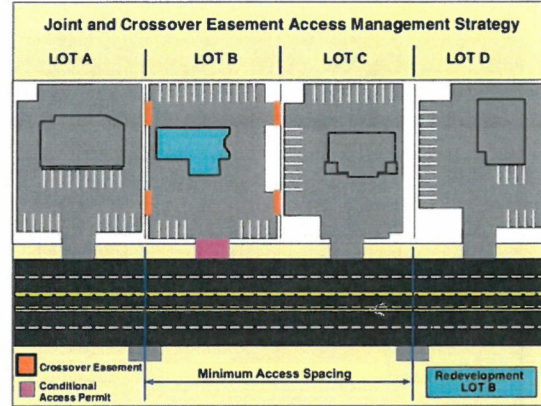 Joint and Crossover Easement Access Management Strategy
LOT A
LOT B
LOT C
LOT D
Crossover Easement
Conditional
Access Permit
Minimum Access Spacing
Redevelopment
LOT B